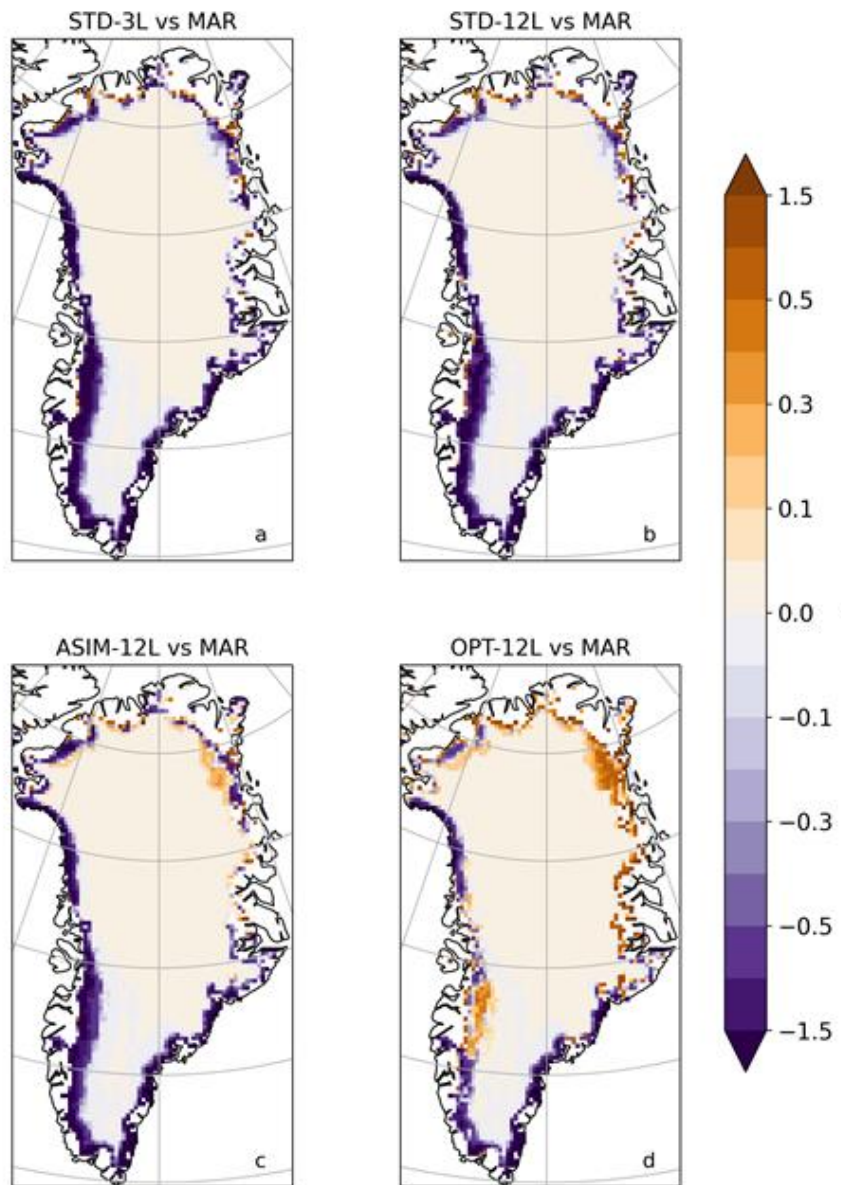 STD-3L vs MAR
STD-12L vs MAR
a
b
ASIM-12L vs MAR
OPT-12L vs MAR
c
d
1.5
0.5
0.3
0.1
0.0
−0.1
−0.3
−0.5
−1.5